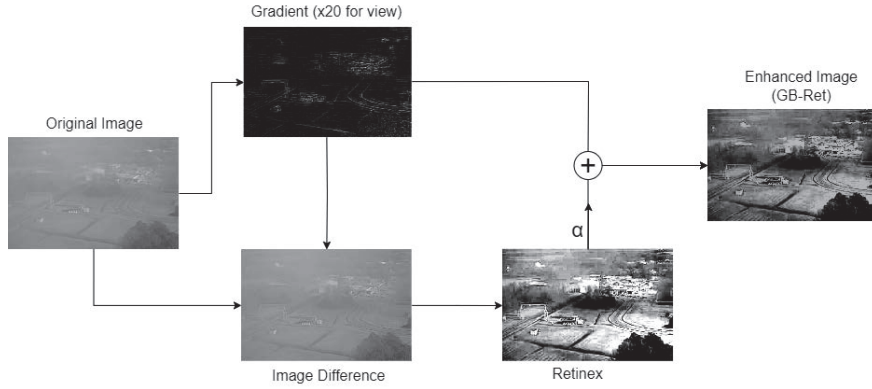 Gradient (x20 for view)
Enhanced Image
(GB-Ret)
Original Image
+
α
Image Difference
Retinex